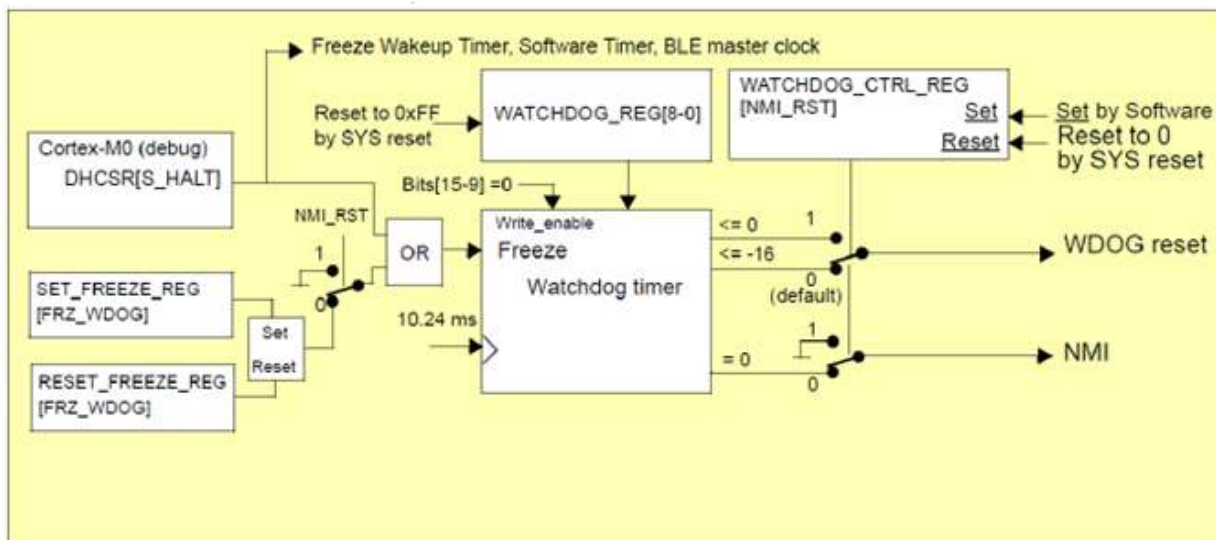 Freeze Wakeup Timer, Software Timer, BLE master clock
Reset to 0xFF
by SYS reset
WATCHDOG_REG[8-0]
WATCHDOG_CTRL_REG
[NMI_RST]
Set
Reset
Set by Software
Reset to 0
by SYS reset
Cortex-M0 (debug)
DHCSR[S_HALT]
Bits[15-9] =0
NMI_RST
1
0
OR
Write_enable
Freeze
Watchdog timer
10.24 ms
SET_FREEZE_REG
[FRZ_WDOG]
Set
Reset
RESET_FREEZE_REG
[FRZ_WDOG]
<= 0
<= -16
= 0
1
0
(default)
WDOG reset
1
0
NMI